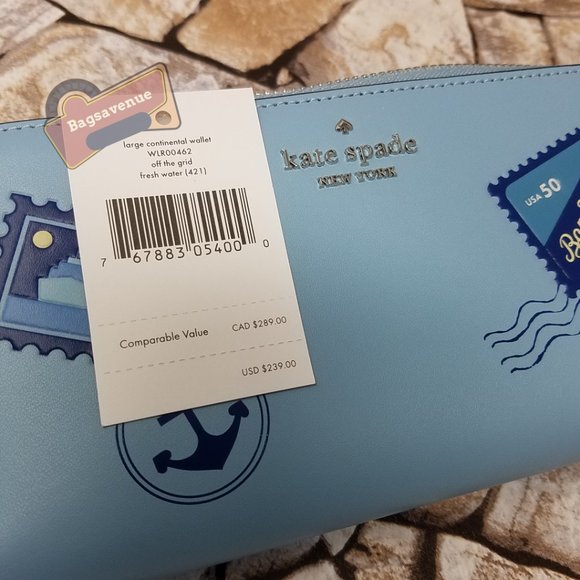 Bagsavenue
large continental wallet
WLR00462
off the grid
fresh water (421)
7 67883 05400 0
Comparable Value CAD $289.00
USD $239.00
kate spade
NEW YORK
USA 50